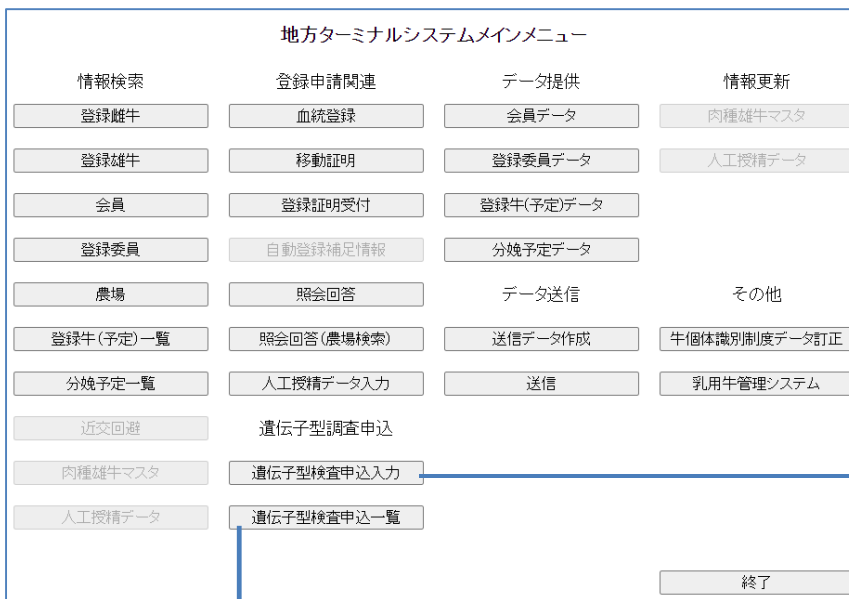 地方ターミナルシステムメインメニュー
情報検索 登録申請関連 データ提供 情報更新
登録雌牛 血統登録 会員データ 肉種雄牛マスタ
登録雄牛 移動証明 登録委員データ 人工授精データ
会員 登録証明受付 登録牛(予定)データ
登録委員 自動登録補足情報 分娩予定データ
農場 照会回答 データ送信 その他
登録牛(予定)一覧 照会回答(農場検索) 送信データ作成 牛個体識別制度データ訂正
分娩予定一覧 人工授精データ入力 送信 乳用牛管理システム
近交回避 遺伝子型調査申込
肉種雄牛マスタ 遺伝子型検査申込入力
人工授精データ 遺伝子型検査申込一覧
終了